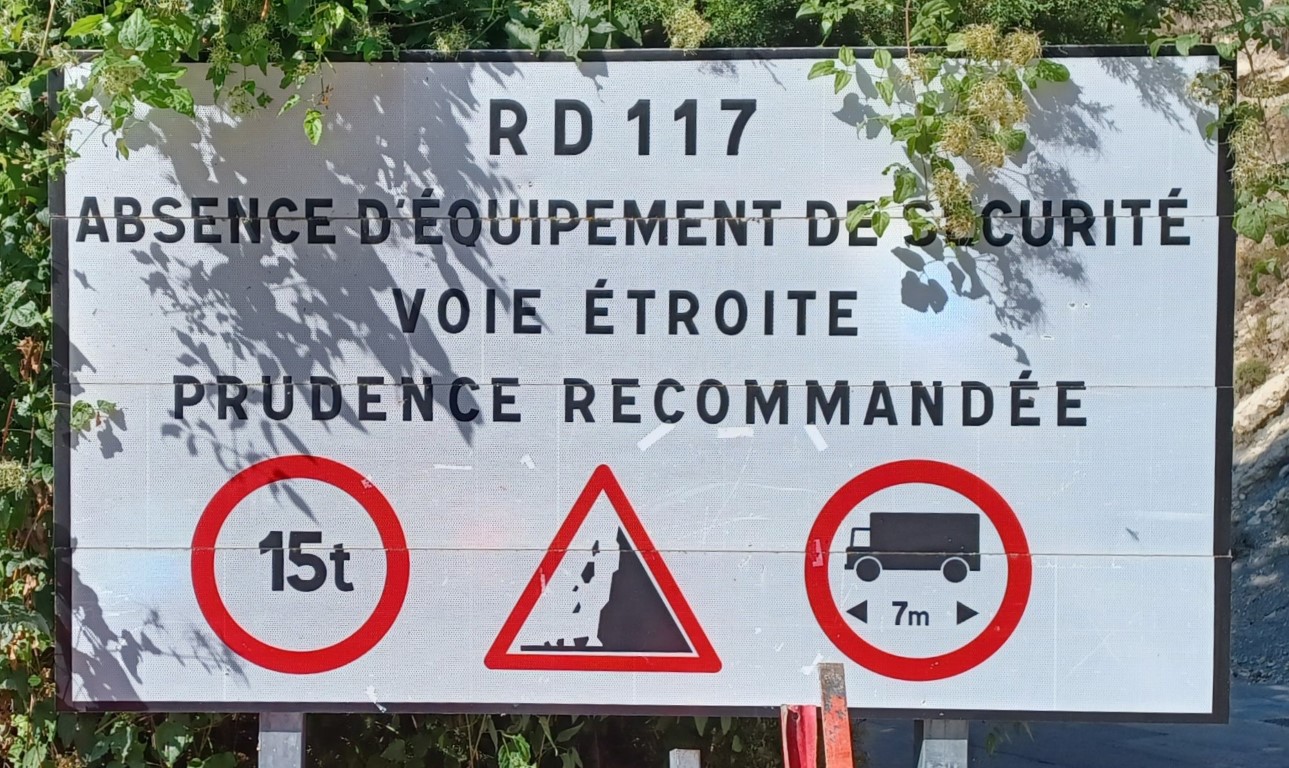 RD 117
ABSENCE D'ÉQUIPEMENT DE SÉCURITÉ
VOIE ÉTROITE
PRUDENCE RECOMMANDÉE
15t
7m